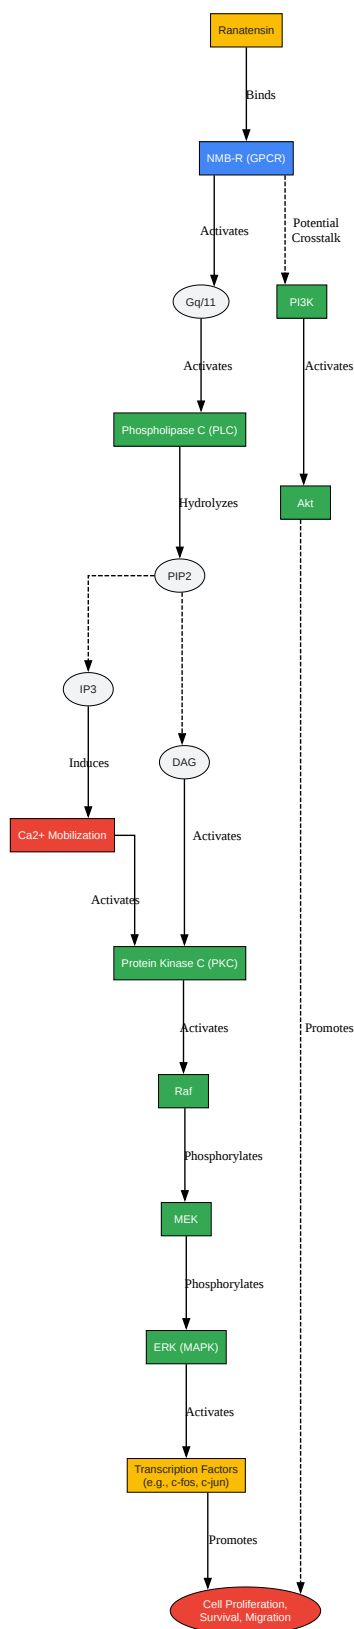 Ranatensin
Binds
NMB-R (GPCR)
Activates
Potential
Crosstalk
Gq/11
PI3K
Activates
Activates
Phospholipase C (PLC)
Akt
Hydrolyzes
PIP2
IP3
DAG
Induces
Ca2+ Mobilization
Activates
Activates
Protein Kinase C (PKC)
Activates
Promotes
Raf
Phosphorylates
MEK
Phosphorylates
ERK (MAPK)
Activates
Transcription Factors
(e.g., c-fos, c-jun)
Promotes
Cell Proliferation,
Survival, Migration